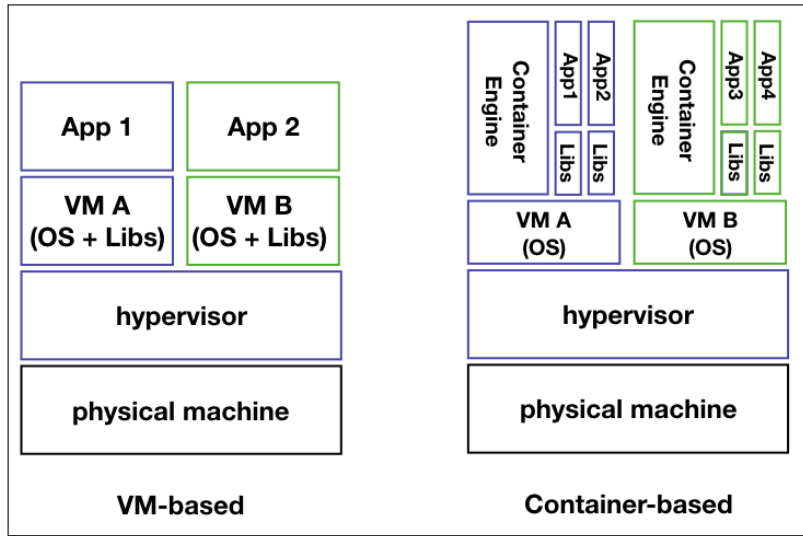 App 1
App 2
VM A
(OS + Libs)
VM B
(OS + Libs)
hypervisor
physical machine
VM-based
Container
Engine
App1
App2
Libs
Libs
Container
Engine
App3
App4
Libs
Libs
VM A
(OS)
VM B
(OS)
hypervisor
physical machine
Container-based